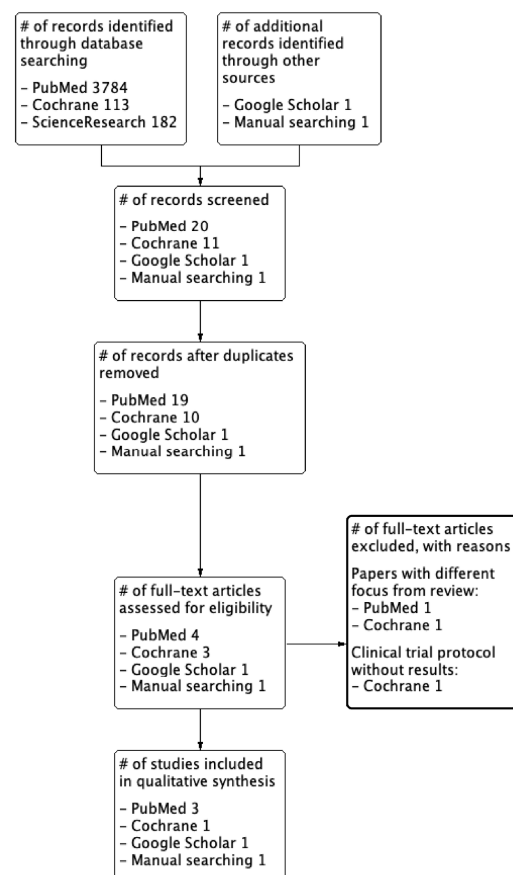 # of records identified
through database
searching
– PubMed 3784
– Cochrane 113
– ScienceResearch 182
# of additional
records identified
through other
sources
– Google Scholar 1
– Manual searching 1
# of records screened
– PubMed 20
– Cochrane 11
– Google Scholar 1
– Manual searching 1
# of records after duplicates
removed
– PubMed 19
– Cochrane 10
– Google Scholar 1
– Manual searching 1
# of full-text articles
assessed for eligibility
– PubMed 4
– Cochrane 3
– Google Scholar 1
– Manual searching 1
# of full-text articles
excluded, with reasons
Papers with different
focus from review:
– PubMed 1
– Cochrane 1
Clinical trial protocol
without results:
– Cochrane 1
# of studies included
in qualitative synthesis
– PubMed 3
– Cochrane 1
– Google Scholar 1
– Manual searching 1